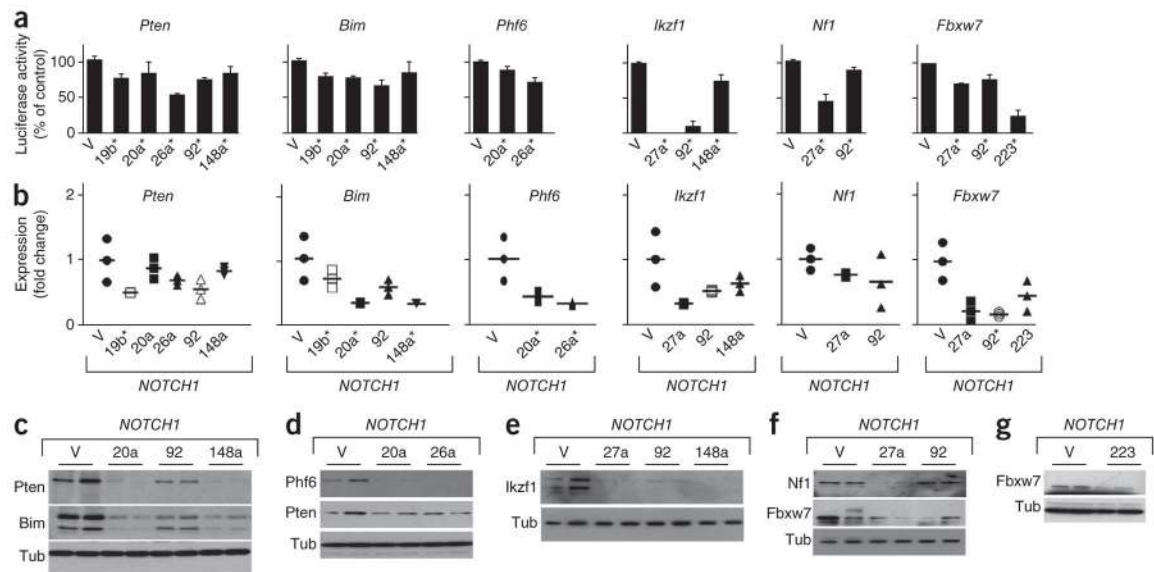 a
Pten Bim Phf6 Ikzf1 Nf1 Fbxw7
Luciferase activity
(% of control)
100
50
0
V 19b* 20a* 26a* 92* 148a* V 19b* 20a* 92* 148a* V 20a* 26a* V 27a* 92* 148a* V 27a* 92* V 27a* 92* 223*
b
Pten Bim Phf6 Ikzf1 Nf1 Fbxw7
Expression
(fold change)
2
1
0
V 19b* 20a 26a 92 148a V 19b* 20a* 92 148a* V 20a* 26a* V 27a 92 148a V 27a 92 V 27a 92* 223
NOTCH1 NOTCH1 NOTCH1 NOTCH1 NOTCH1 NOTCH1
c
NOTCH1
V 20a 92 148a
Pten
Bim
Tub
d
NOTCH1
V 20a 26a
Phf6
Pten
Tub
e
NOTCH1
V 27a 92 148a
Ikzf1
Tub
f
NOTCH1
V 27a 92
Nf1
Fbxw7
Tub
g
NOTCH1
V 223
Fbxw7
Tub